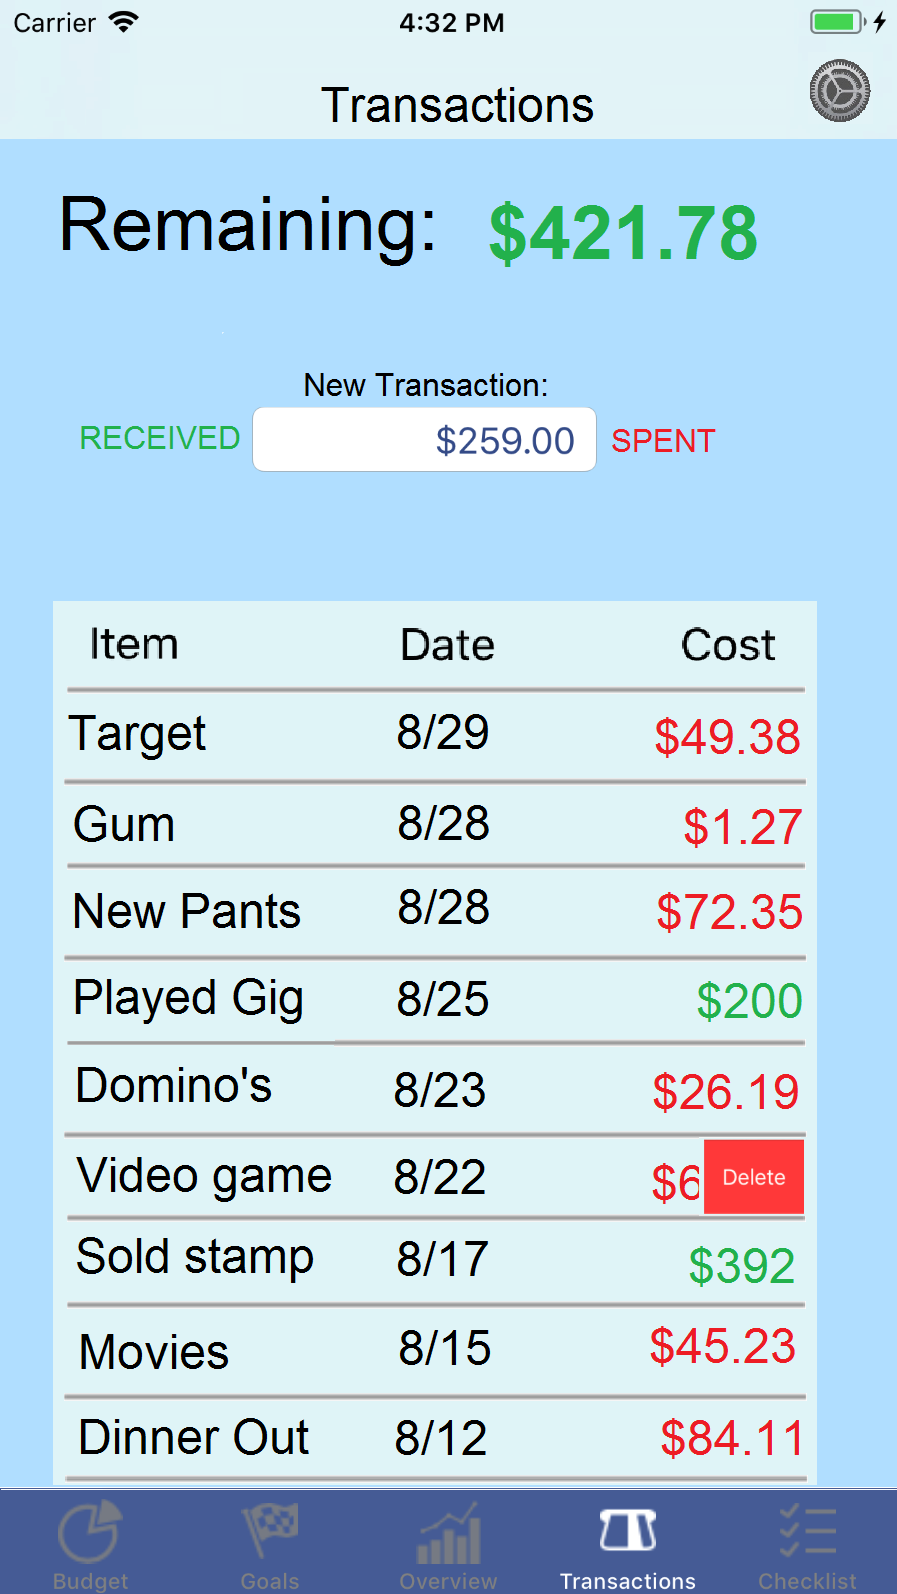 Carrier 4:32 PM
Transactions
Remaining: $421.78
New Transaction:
RECEIVED $259.00 SPENT
Item Date Cost
Target 8/29 $49.38
Gum 8/28 $1.27
New Pants 8/28 $72.35
Played Gig 8/25 $200
Domino's 8/23 $26.19
Video game 8/22 $6 Delete
Sold stamp 8/17 $392
Movies 8/15 $45.23
Dinner Out 8/12 $84.11
Budget Goals Overview Transactions Checklist